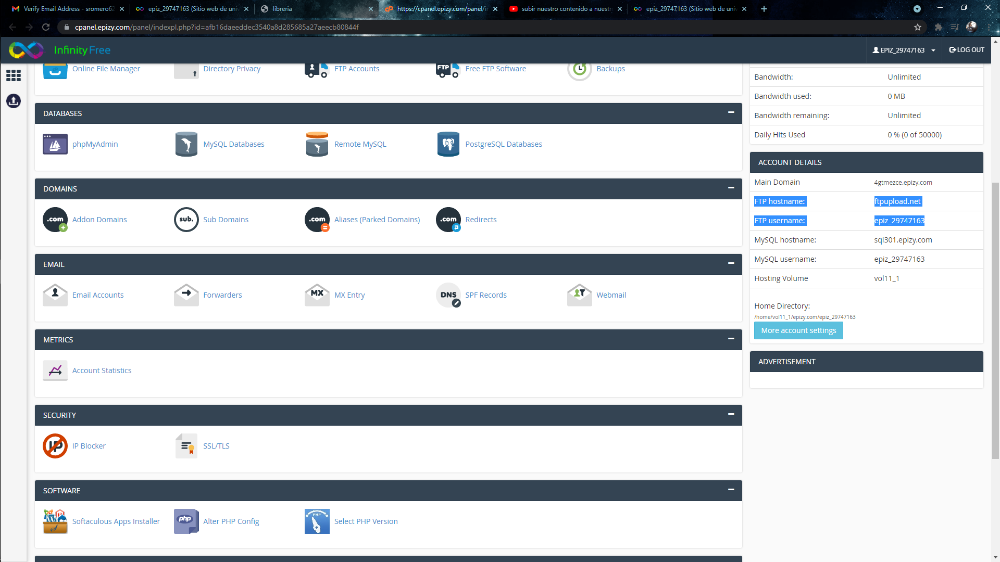 Verify Email Address - sromero62
epiz_29747163 (Sitio web de univ
libreria
https://cpanel.epizy.com/panel/in
subir nuestro contenido a nuestr
epiz_29747163 (Sitio web de univ
cpanel.epizy.com/panel/indexpl.php?id=afb16daeeddec3540a8d285685a27aeecb80844f
InfinityFree
EPIZ_29747163
LOG OUT
Online File Manager
Directory Privacy
FTP Accounts
FTP
Free FTP Software
Backups
DATABASES
phpMyAdmin
MySQL Databases
Remote MySQL
PostgreSQL Databases
DOMAINS
.com
Addon Domains
sub.
Sub Domains
.com
Aliases (Parked Domains)
.com
Redirects
EMAIL
Email Accounts
Forwarders
MX
MX Entry
DNS
SPF Records
Webmail
METRICS
Account Statistics
SECURITY
IP
IP Blocker
SSL/TLS
SOFTWARE
Softaculous Apps Installer
php
Alter PHP Config
PHP
Select PHP Version
Bandwidth: Unlimited
Bandwidth used: 0 MB
Bandwidth remaining: Unlimited
Daily Hits Used 0 % (0 of 50000)
ACCOUNT DETAILS
Main Domain 4gtmezce.epizy.com
FTP hostname: ftpupload.net
FTP username: epiz_29747163
MySQL hostname: sql301.epizy.com
MySQL username: epiz_29747163
Hosting Volume vol11_1
Home Directory:
/home/vol11_1/epizy.com/epiz_29747163
More account settings
ADVERTISEMENT